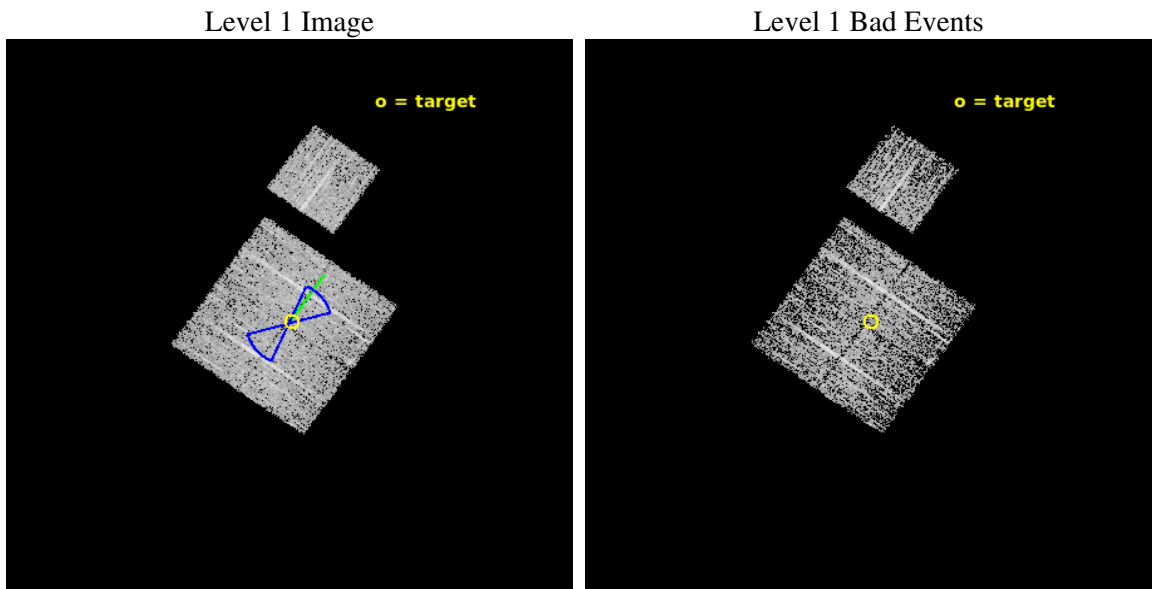 Level 1 Image
Level 1 Bad Events
o = target
o = target